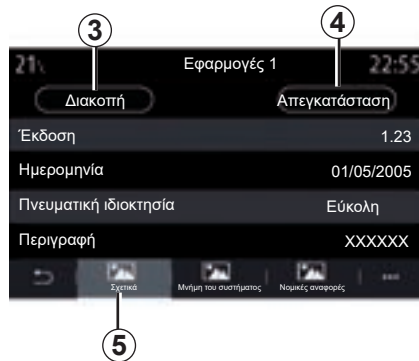 3 4
21 Εφαρμογές 1 22:55
Διακοπή Απεγκατάσταση
Έκδοση 1.23
Ημερομηνία 01/05/2005
Πνευματική ιδιοκτησία Εύκολη
Περιγραφή XXXXXX
Σχετικά Μνήμη του συστήματος Νομικές αναφορές
5